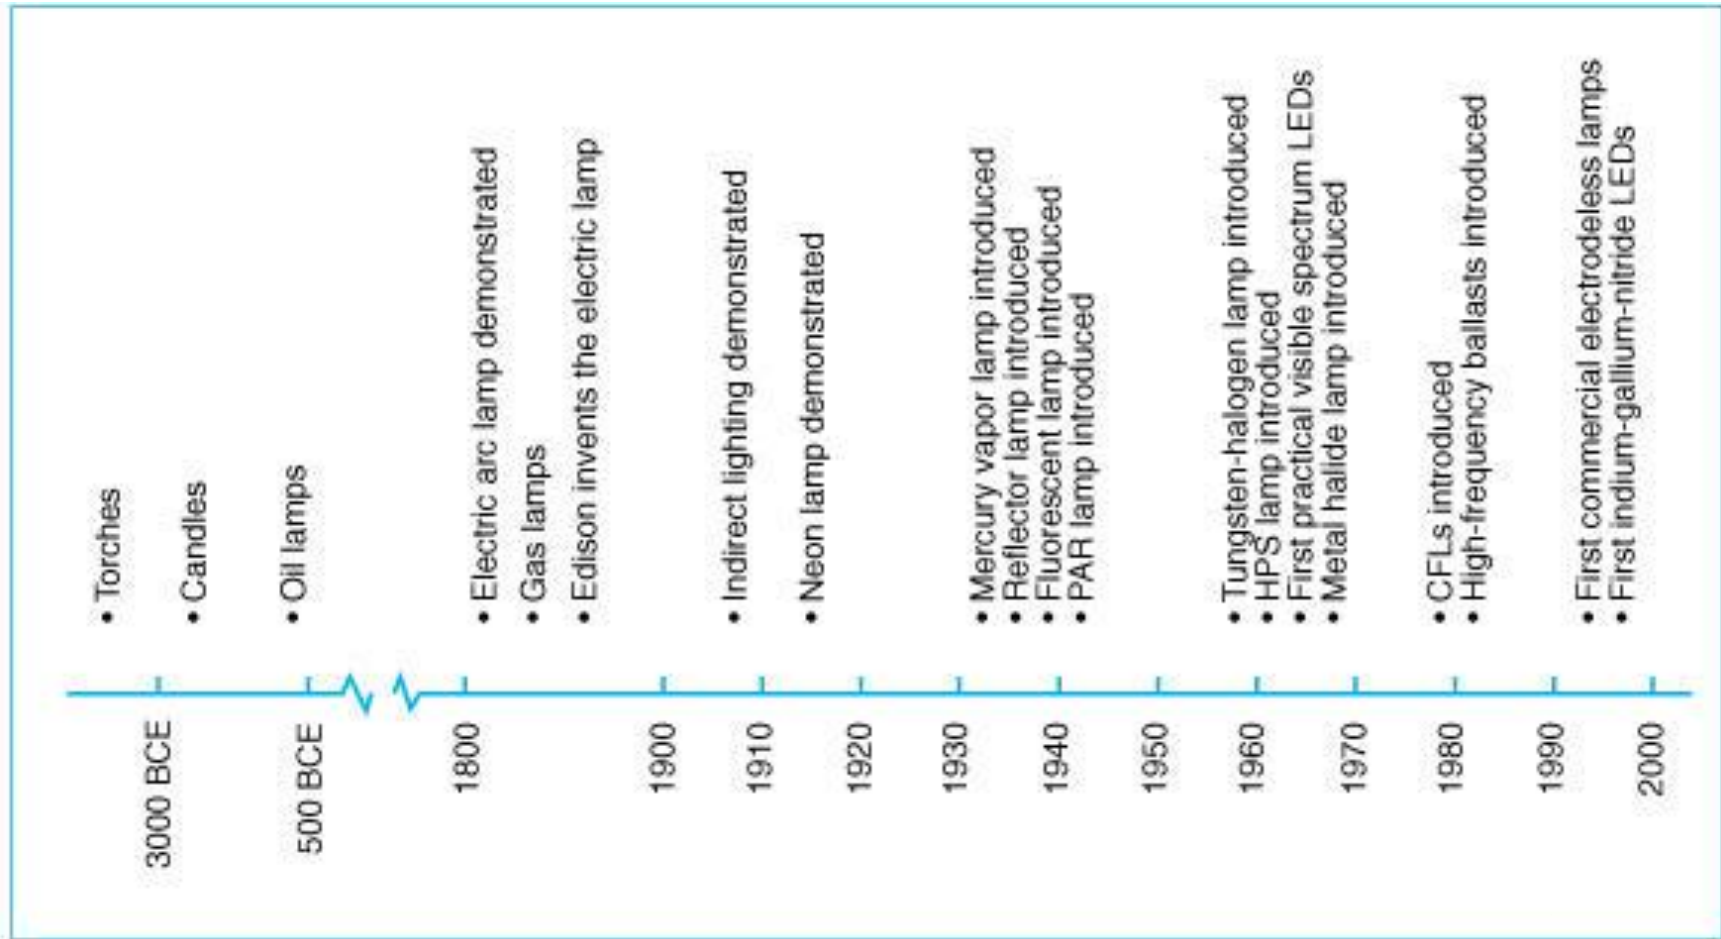 • Torches
• Candles
• Oil lamps
• Electric arc lamp demonstrated
• Gas lamps
• Edison invents the electric lamp
• Indirect lighting demonstrated
• Neon lamp demonstrated
• Mercury vapor lamp introduced
• Reflector lamp introduced
• Fluorescent lamp introduced
• PAR lamp introduced
• Tungsten-halogen lamp introduced
• HPS lamp introduced
• First practical visible spectrum LEDs
• Metal halide lamp introduced
• CFLs introduced
• High-frequency ballasts introduced
• First commercial electrodeless lamps
• First indium-gallium-nitride LEDs
3000 BCE
500 BCE
1800
1900
1910
1920
1930
1940
1950
1960
1970
1980
1990
2000